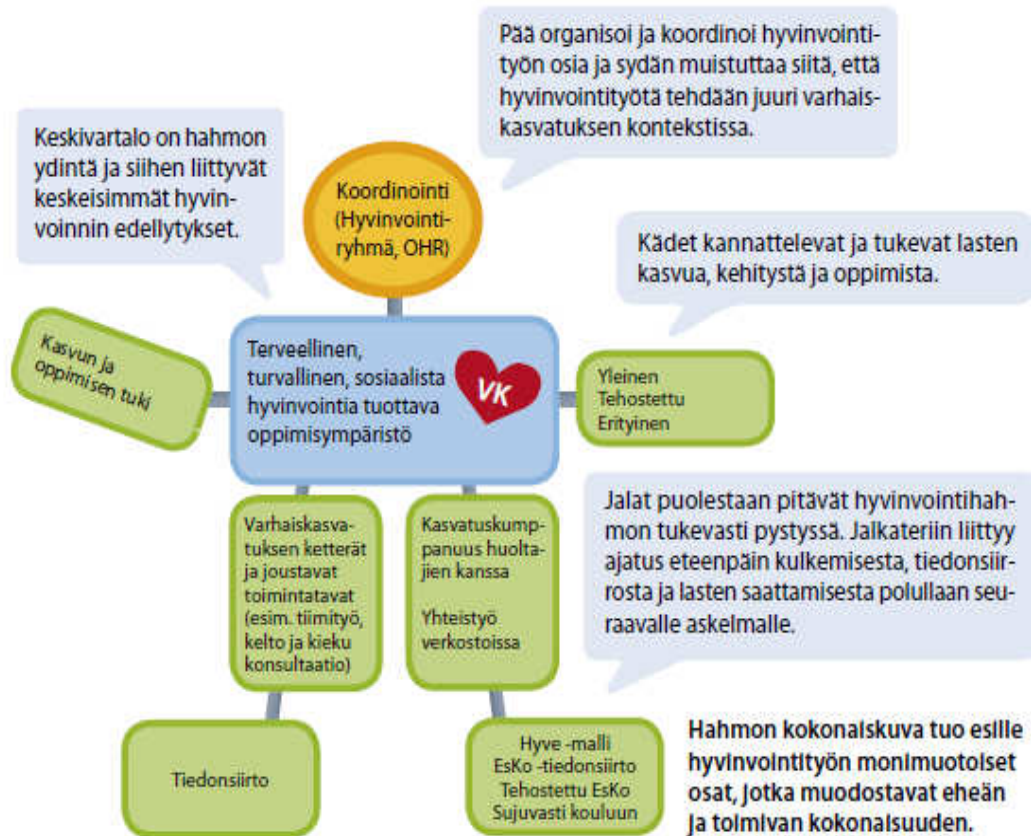 Pää organisoi ja koordinoi hyvinvointi-
työn osia ja sydän muistuttaa siitä, että
hyvinvointityötä tehdään juuri varhais-
kasvatuksen kontekstissa.
Keskivartalo on hahmon
ydintä ja siihen liittyvät
keskeisimmät hyvin-
voinnin edellytykset.
Koordinointi
(Hyvinvointi-
ryhmä, OHR)
Kädet kannattelevat ja tukevat lasten
kasvua, kehitystä ja oppimista.
Kasvun ja
oppimisen tuki
Terveellinen,
turvallinen, sosiaalista
hyvinvointia tuottava
oppimisympäristö
VK
Yleinen
Tehostettu
Erityinen
Varhaiskasva-
tuksen ketterät
ja joustavat
toimintatavat
(esim. tiimityö,
kelto ja kieku
konsultaatio)
Kasvatuskump-
panuus huolta-
jien kanssa
Yhteistyö
verkostoissa
Jalat puolestaan pitävät hyvinvointihah-
mon tukevasti pystyssä. Jalkateriin liittyy
ajatus eteenpäin kulkemisesta, tiedonsiir-
rosta ja lasten saattamisesta polullaan seu-
raavalle askelmalle.
Tiedonsiirto
Hyve -malli
EsKo -tiedonsiirto
Tehostettu EsKo
Sujuvasti kouluun
Hahmon kokonaiskuva tuo esille
hyvinvointityön monimuotoiset
osat, jotka muodostavat eheän
ja toimivan kokonaisuuden.